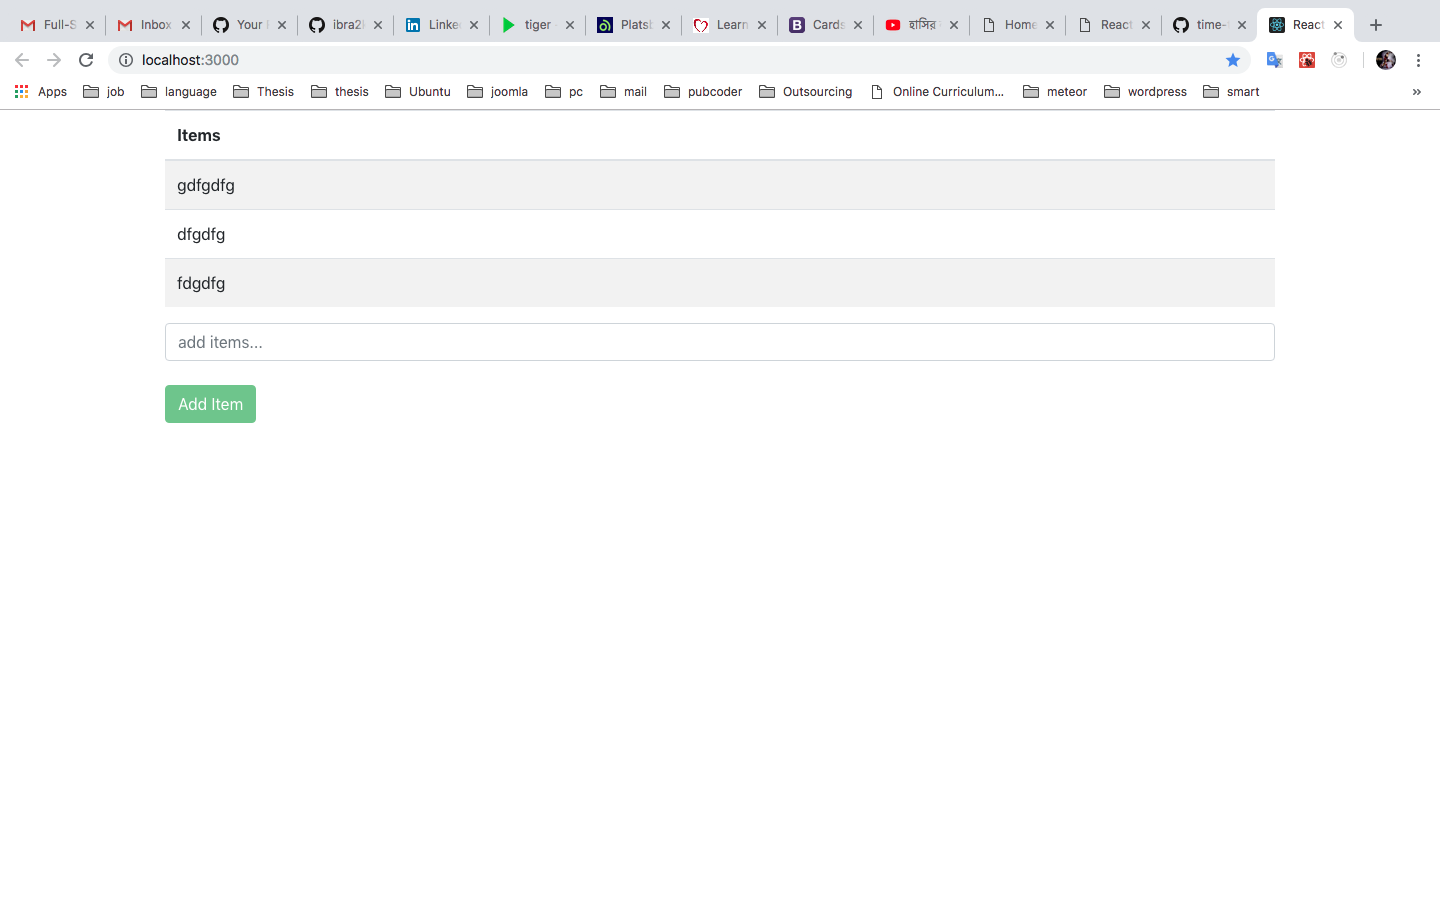 Full-S Inbox Your ibra2 Linke tiger Platsb Learn Cards হাসির Home React time- React
localhost:3000
Apps job language Thesis thesis Ubuntu joomla pc mail pubcoder Outsourcing Online Curriculum... meteor wordpress smart »
Items
gdfgdfg
dfgdfg
fdgdfg
add items...
Add Item